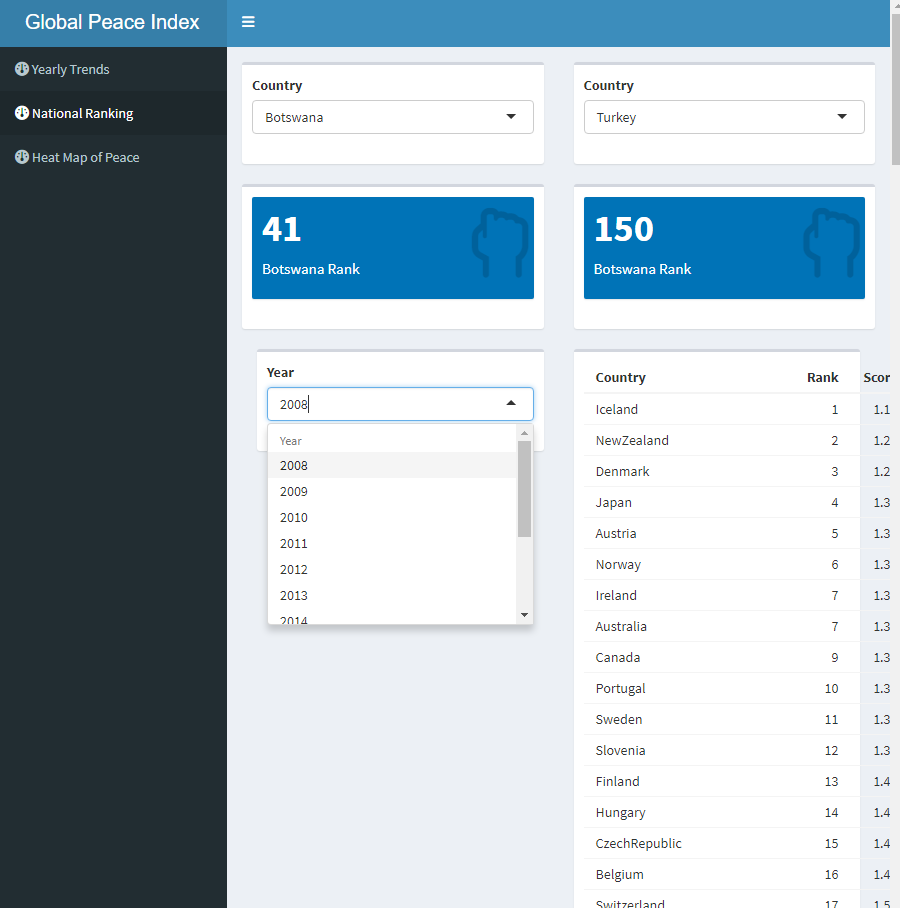 Global Peace Index
Yearly Trends
National Ranking
Heat Map of Peace
Country
Botswana
Country
Turkey
41
Botswana Rank
150
Botswana Rank
Year
2008
Year
2008
2009
2010
2011
2012
2013
2014
Country Rank Scor
Iceland 1 1.1
NewZealand 2 1.2
Denmark 3 1.2
Japan 4 1.3
Austria 5 1.3
Norway 6 1.3
Ireland 7 1.3
Australia 7 1.3
Canada 9 1.3
Portugal 10 1.3
Sweden 11 1.3
Slovenia 12 1.3
Finland 13 1.4
Hungary 14 1.4
CzechRepublic 15 1.4
Belgium 16 1.4
Switzerland 17 1.5